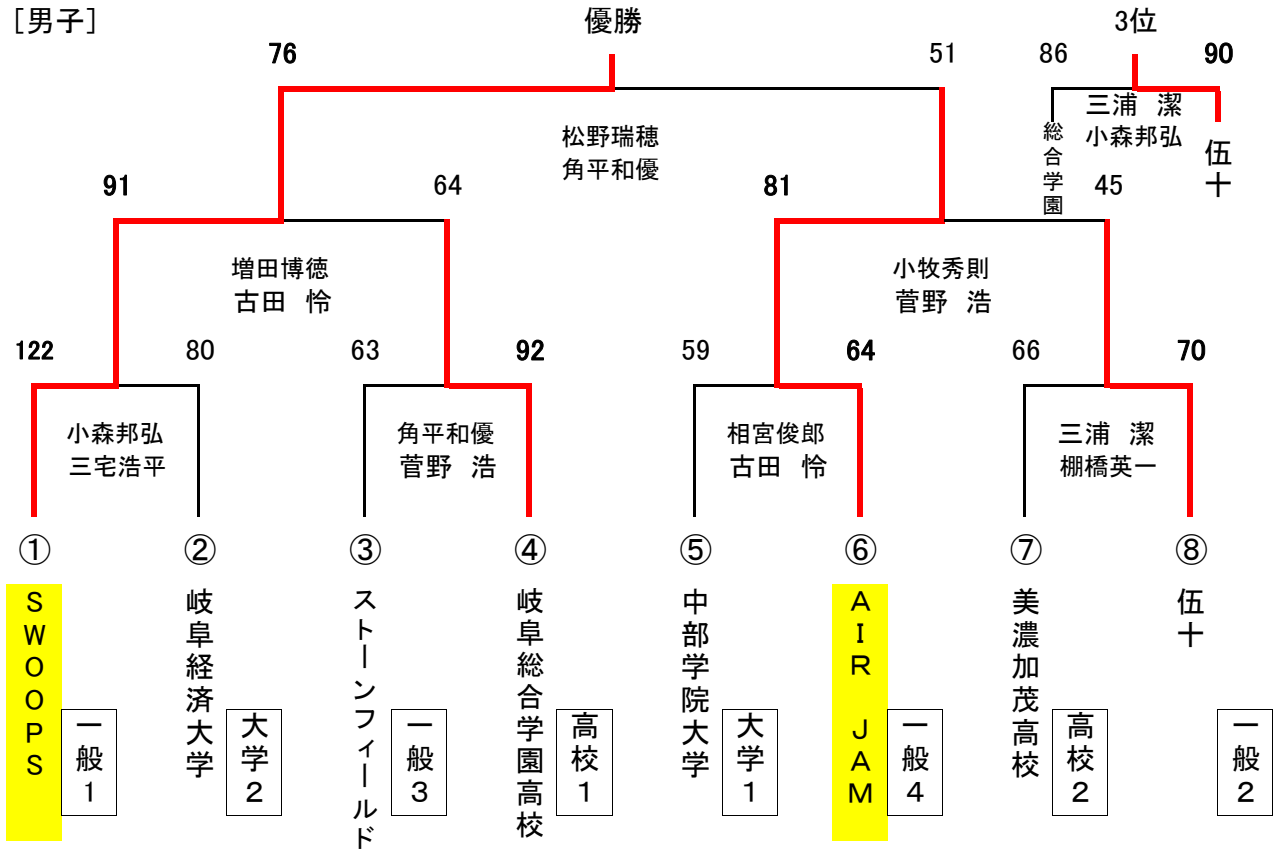 ［男子］
優勝
3位
76
51
86
90
松野瑞穂
角平和優
三浦　潔
小森邦弘
総合学園
伍十
91
64
81
45
増田博徳
古田　怜
小牧秀則
菅野　浩
122
80
63
92
59
64
66
70
小森邦弘
三宅浩平
角平和優
菅野　浩
相宮俊郎
古田　怜
三浦　潔
棚橋英一
①
②
③
④
⑤
⑥
⑦
⑧
ＳＷＯＯＰＳ
一般１
岐阜経済大学
大学２
ストーンフィールド
一般３
岐阜総合学園高校
高校１
中部学院大学
大学１
ＡＩＲ　ＪＡＭ
一般４
美濃加茂高校
高校２
伍十
一般２